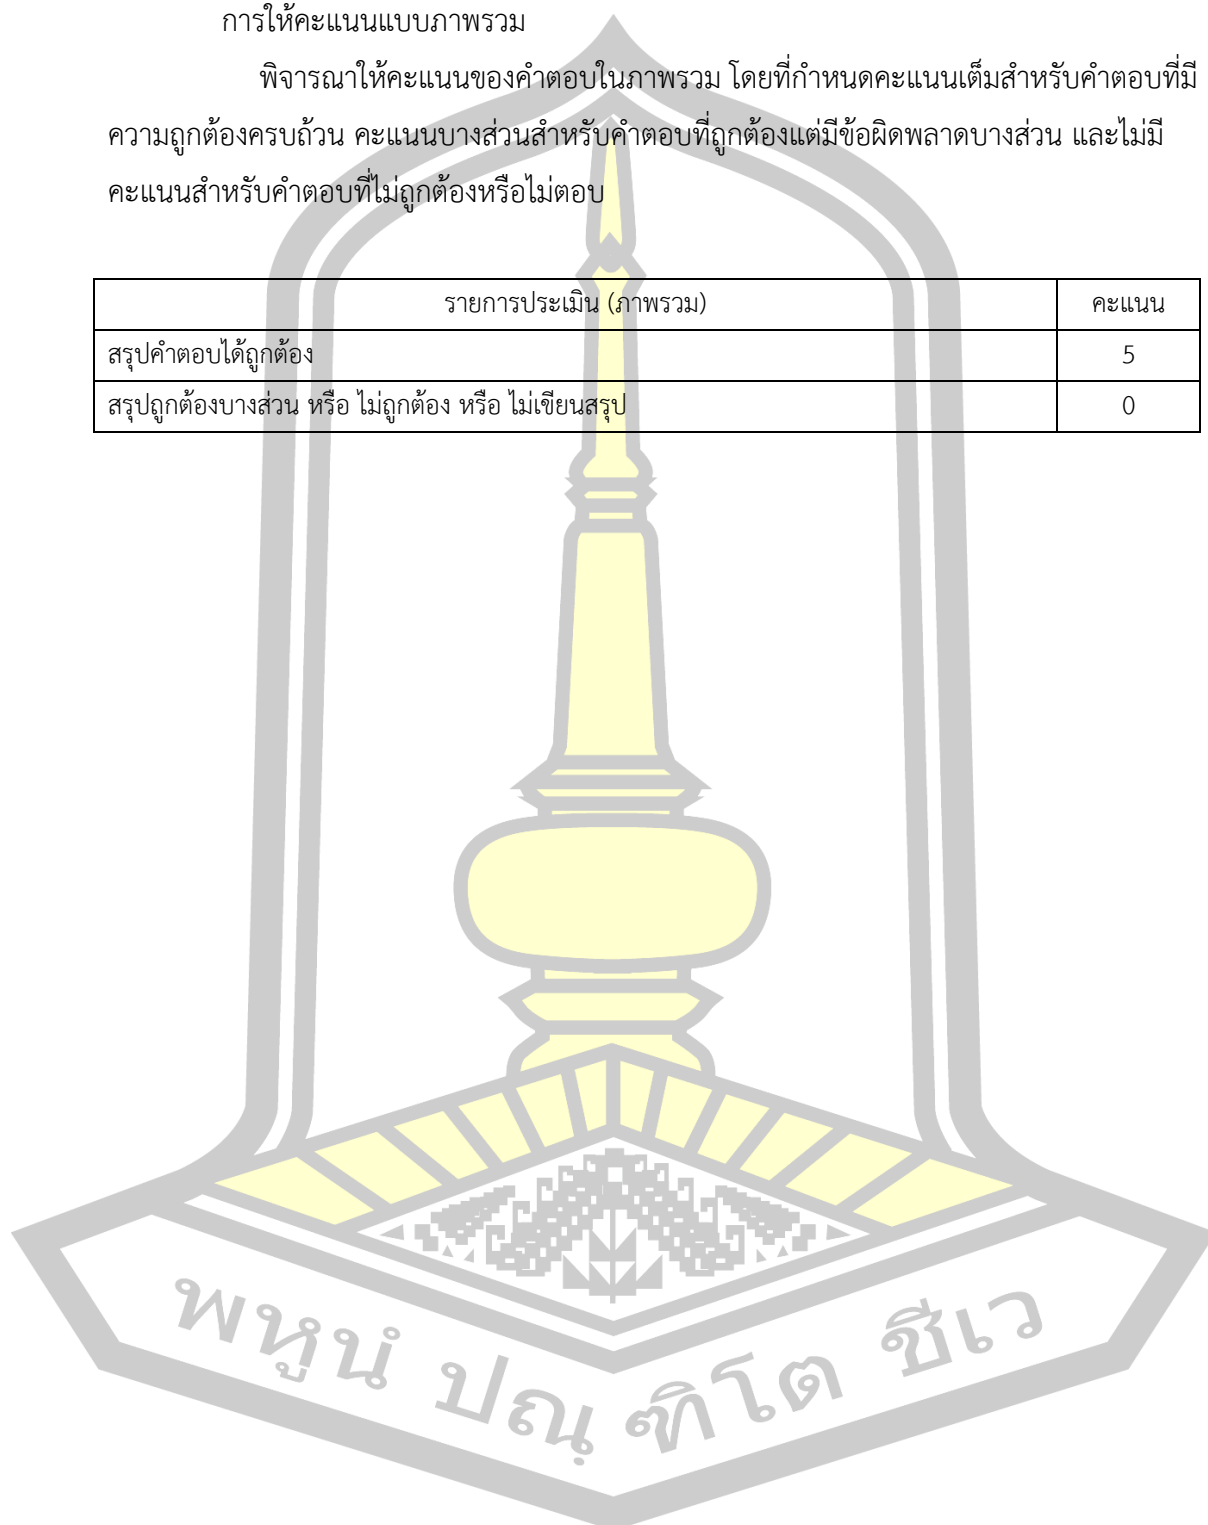 การให้คะแนนแบบภาพรวม
พิจารณาให้คะแนนของคำตอบในภาพรวม โดยที่กำหนดคะแนนเต็มสำหรับคำตอบที่มี
ความถูกต้องครบถ้วน คะแนนบางส่วนสำหรับคำตอบที่ถูกต้องแต่มีข้อผิดพลาดบางส่วน และไม่มี
คะแนนสำหรับคำตอบที่ไม่ถูกต้องหรือไม่ตอบ
รายการประเมิน (ภาพรวม) คะแนน
สรุปคำตอบได้ถูกต้อง 5
สรุปถูกต้องบางส่วน หรือ ไม่ถูกต้อง หรือ ไม่เขียนสรุป 0
พหูนํ ปณฺฑิโต ชีเว